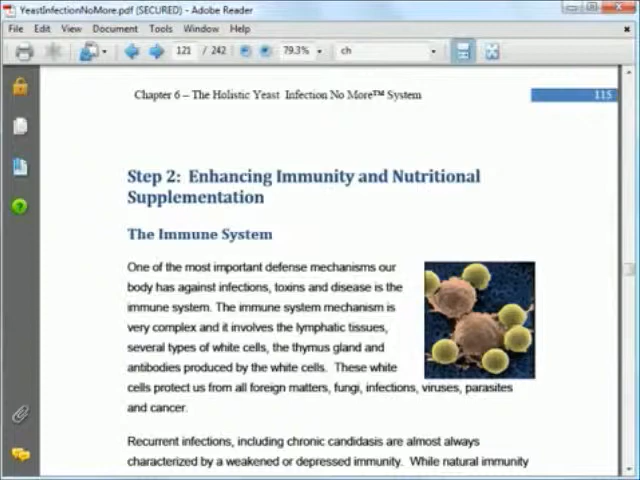 YeastInfectionNoMore.pdf (SECURED) - Adobe Reader
File Edit View Document Tools Window Help
121 / 242 79.3% ch
Chapter 6 – The Holistic Yeast Infection No More™ System 115
Step 2: Enhancing Immunity and Nutritional
Supplementation
The Immune System
One of the most important defense mechanisms our
body has against infections, toxins and disease is the
immune system. The immune system mechanism is
very complex and it involves the lymphatic tissues,
several types of white cells, the thymus gland and
antibodies produced by the white cells. These white
cells protect us from all foreign matters, fungi, infections, viruses, parasites
and cancer.
Recurrent infections, including chronic candidasis are almost always
characterized by a weakened or depressed immunity. While natural immunity